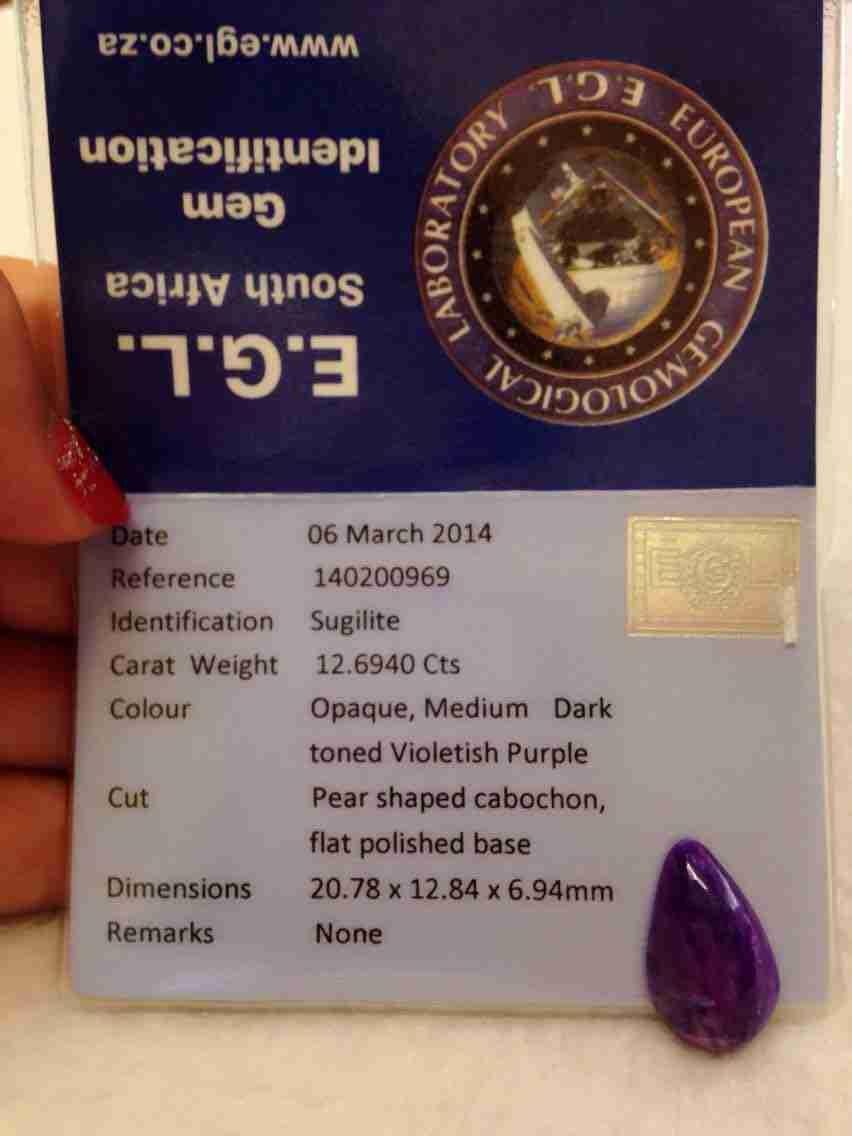 www.egl.co.za
Identification
Gem
South Africa
E.G.L.
E.G.L. EUROPEAN GEMOLOGICAL LABORATORY
Date 06 March 2014
Reference 140200969
Identification Sugilite
Carat Weight 12.6940 Cts
Colour Opaque, Medium Dark
toned Violetish Purple
Cut Pear shaped cabochon,
flat polished base
Dimensions 20.78 x 12.84 x 6.94mm
Remarks None